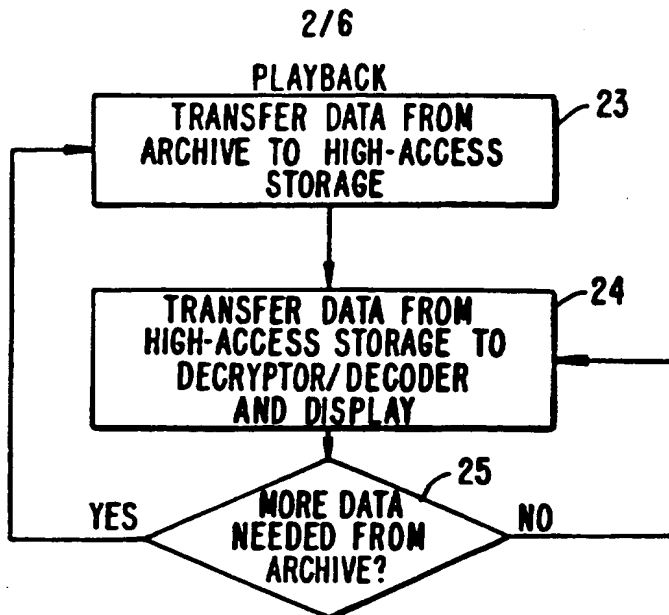 2/6
PLAYBACK
TRANSFER DATA FROM
ARCHIVE TO HIGH-ACCESS
STORAGE
23
TRANSFER DATA FROM
HIGH-ACCESS STORAGE TO
DECRYPTOR/DECODER
AND DISPLAY
24
MORE DATA
NEEDED FROM
ARCHIVE?
25
YES
NO